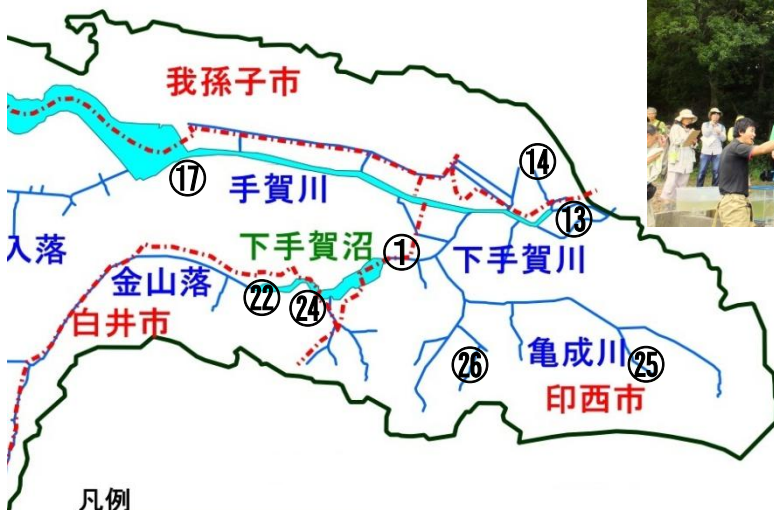 我孫子市
⑭
⑰
手賀川
⑬
入落
下手賀沼
①
下手賀川
金山落
㉒
㉔
白井市
㉖
亀成川
㉕
印西市
凡例